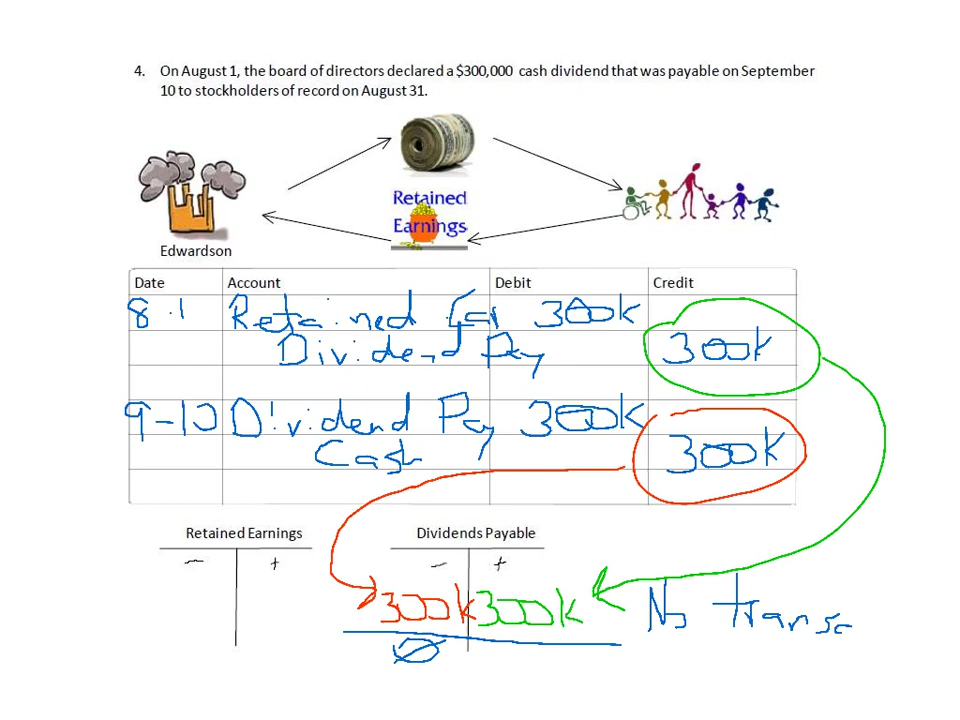 4. On August 1, the board of directors declared a $300,000 cash dividend that was payable on September
10 to stockholders of record on August 31.
Retained
Earnings
Edwardson
Date Account Debit Credit
8.1 Retained Ear 300k
Dividend Pay 300k
9-10 Dividend Pay 300k
Cash 300k
Retained Earnings Dividends Payable
- + - +
300k 300k No transa
0